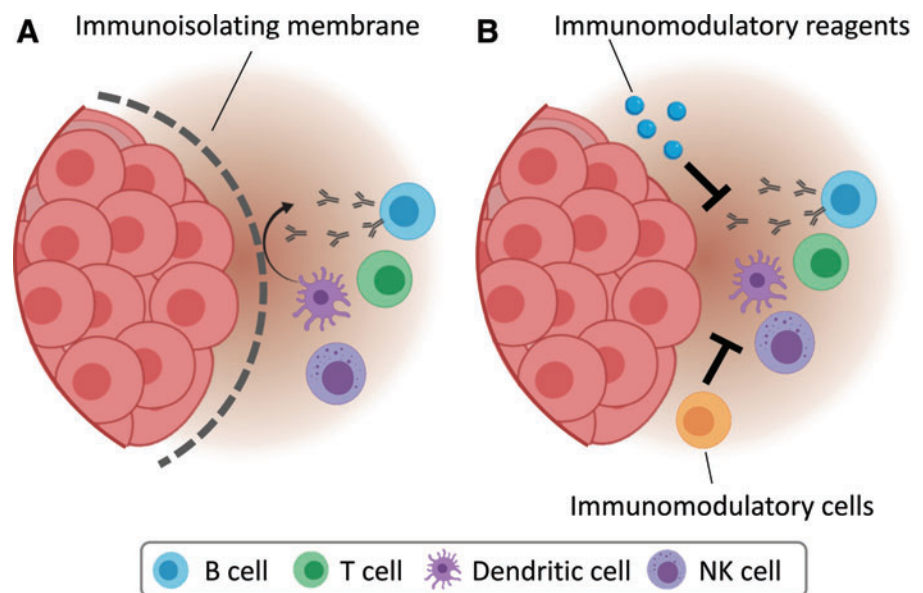 A
Immunoisolating membrane
B
Immunomodulatory reagents
Immunomodulatory cells
B cell
T cell
Dendritic cell
NK cell